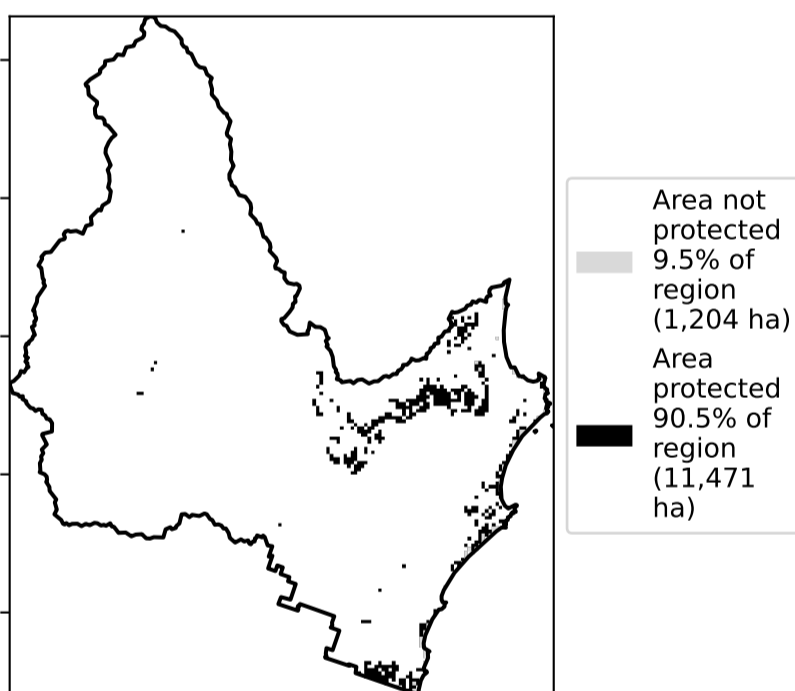 Area not
protected
9.5% of
region
(1,204 ha)
Area
protected
90.5% of
region
(11,471
ha)